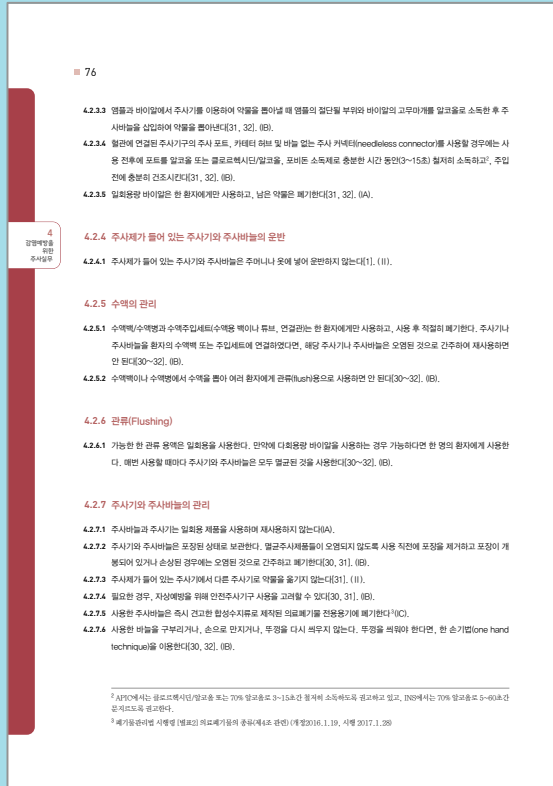 76
4.2.3.3 앰플과 바이알에서 주사기를 이용하여 약물을 뽑아낼 때 앰플의 절단될 부위와 바이알의 고무마개를 알코올로 소독한 후 주
사바늘을 삽입하여 약물을 뽑아낸다[31, 32]. (IB).
4.2.3.4 혈관에 연결된 주사기구의 주사 포트, 카테터 허브 및 바늘 없는 주사 커넥터(needleless connector)를 사용할 경우에는 사
용 전후에 포트를 알코올 또는 클로르헥시딘/알코올, 포비돈 소독제로 충분한 시간 동안(3~15초) 철저히 소독하고2, 주입
전에 충분히 건조시킨다[31, 32]. (IB).
4.2.3.5 일회용량 바이알은 한 환자에게만 사용하고, 남은 약물은 폐기한다[31, 32]. (IA).
4
감염예방을
위한
주사실무
4.2.4 주사제가 들어 있는 주사기와 주사바늘의 운반
4.2.4.1 주사제가 들어 있는 주사기와 주사바늘은 주머니나 옷에 넣어 운반하지 않는다[1]. (II).
4.2.5 수액의 관리
4.2.5.1 수액백/수액병과 수액주입세트(수액용 백이나 튜브, 연결관)는 한 환자에게만 사용하고, 사용 후 적절히 폐기한다. 주사기나
주사바늘을 환자의 수액백 또는 주입세트에 연결하였다면, 해당 주사기나 주사바늘은 오염된 것으로 간주하여 재사용하면
안 된다[30~32]. (IB).
4.2.5.2 수액백이나 수액병에서 수액을 뽑아 여러 환자에게 관류(flush)용으로 사용하면 안 된다[30~32]. (IB).
4.2.6 관류(Flushing)
4.2.6.1 가능한 한 관류 용액은 일회용을 사용한다. 만약에 다회용량 바이알을 사용하는 경우 가능하다면 한 명의 환자에게 사용한
다. 매번 사용할 때마다 주사기와 주사바늘은 모두 멸균된 것을 사용한다[30~32]. (IB).
4.2.7 주사기와 주사바늘의 관리
4.2.7.1 주사바늘과 주사기는 일회용 제품을 사용하며 재사용하지 않는다(IA).
4.2.7.2 주사기와 주사바늘은 포장된 상태로 보관한다. 멸균주사제품들이 오염되지 않도록 사용 직전에 포장을 제거하고 포장이 개
봉되어 있거나 손상된 경우에는 오염된 것으로 간주하고 폐기한다[30, 31]. (IB).
4.2.7.3 주사제가 들어 있는 주사기에서 다른 주사기로 약물을 옮기지 않는다[31]. (II).
4.2.7.4 필요한 경우, 자상예방을 위해 안전주사기구 사용을 고려할 수 있다[30, 31]. (IB).
4.2.7.5 사용한 주사바늘은 즉시 견고한 합성수지류로 제작된 의료폐기물 전용용기에 폐기한다3(IC).
4.2.7.6 사용한 바늘을 구부리거나, 손으로 만지거나, 뚜껑을 다시 씌우지 않는다. 뚜껑을 씌워야 한다면, 한 손기법(one hand
technique)을 이용한다[30, 32]. (IB).
2 APIC에서는 클로르헥시딘/알코올 또는 70% 알코올로 3~15초간 철저히 소독하도록 권고하고 있고, INS에서는 70% 알코올로 5~60초간
문지르도록 권고한다.
3 폐기물관리법 시행령 [별표2] 의료폐기물의 종류(제4조 관련) (개정2016.1.19, 시행 2017.1.28)